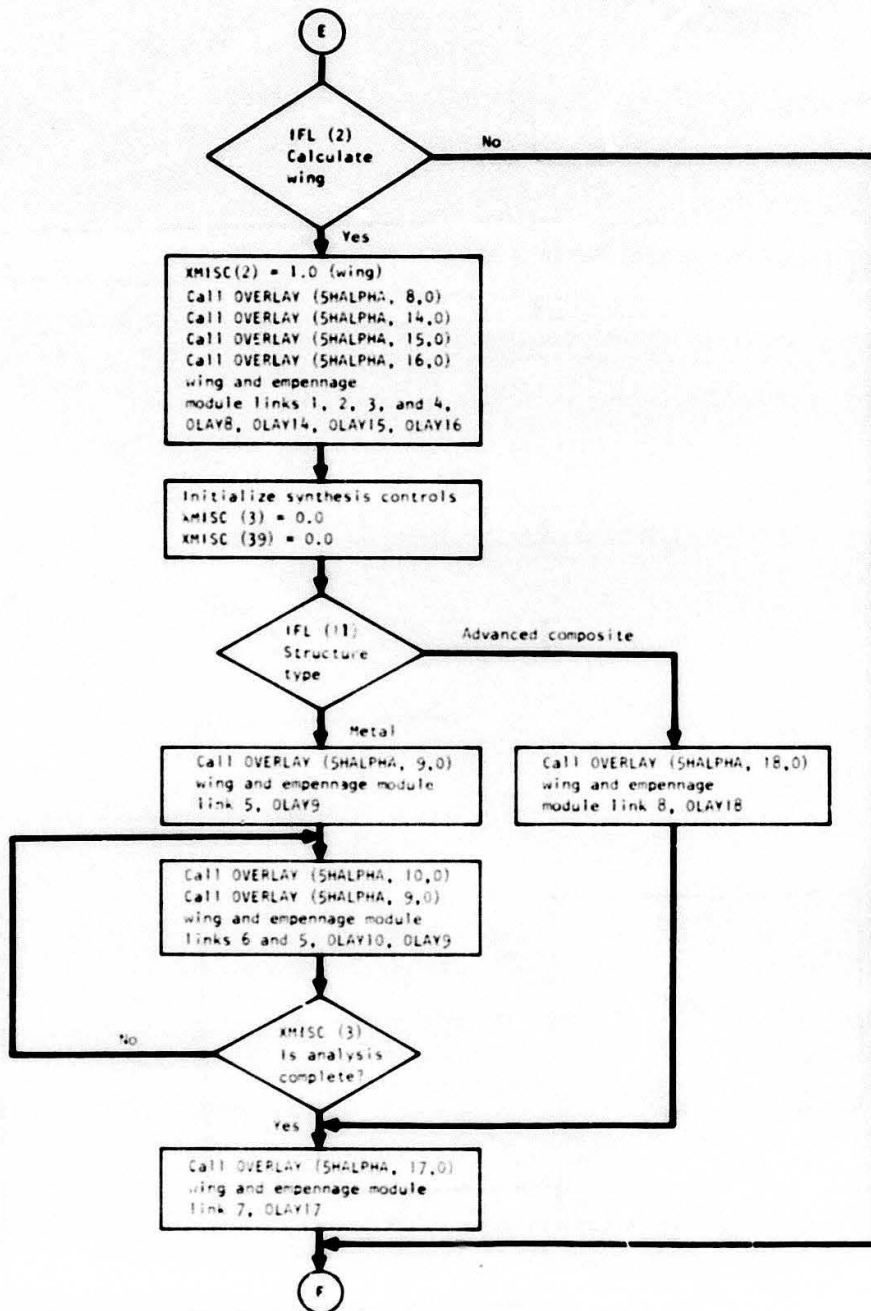 E
IFL (2)
Calculate
wing
No
Yes
XMISC(2) = 1.0 (wing)
Call OVERLAY (5HALPHA, 8,0)
Call OVERLAY (5HALPHA, 14,0)
Call OVERLAY (5HALPHA, 15,0)
Call OVERLAY (5HALPHA, 16,0)
wing and empennage
module links 1, 2, 3, and 4,
OLAY8, OLAY14, OLAY15, OLAY16
Initialize synthesis controls
XMISC (3) = 0.0
XMISC (39) = 0.0
IFL (11)
Structure
type
Advanced composite
Metal
Call OVERLAY (5HALPHA, 9,0)
wing and empennage module
link 5, OLAY9
Call OVERLAY (5HALPHA, 18,0)
wing and empennage
module link 8, OLAY18
Call OVERLAY (5HALPHA, 10,0)
Call OVERLAY (5HALPHA, 9,0)
wing and empennage module
links 6 and 5, OLAY10, OLAY9
XMISC (3)
Is analysis
complete?
No
Yes
Call OVERLAY (5HALPHA, 17,0)
wing and empennage module
link 7, OLAY17
F